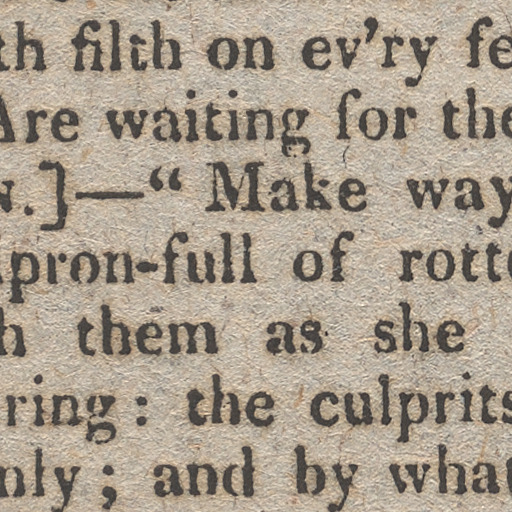 th filth on ev'ry fe
Are waiting for the
w.]—“ Make way
apron-full of rotte
h them as she
ring: the culprits
nly; and by what